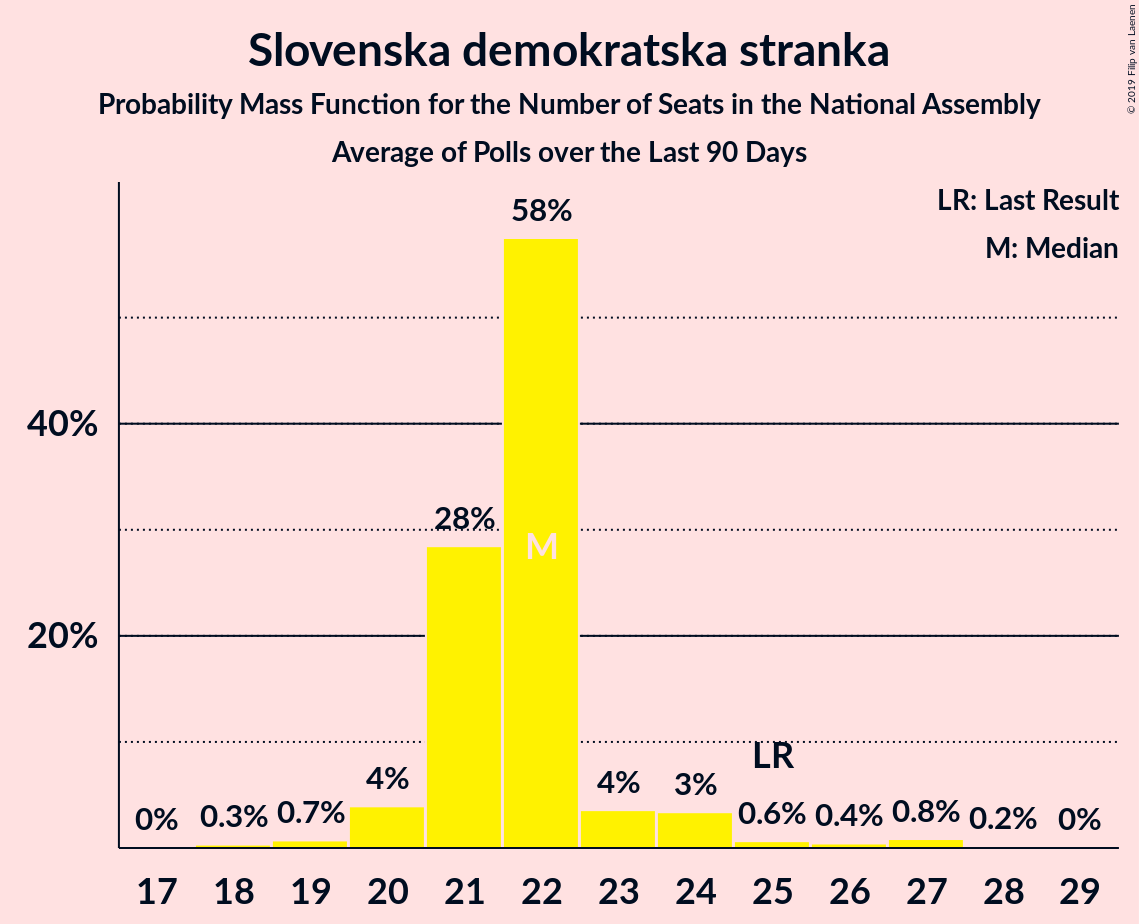 Slovenska demokratska stranka
Probability Mass Function for the Number of Seats in the National Assembly
Average of Polls over the Last 90 Days
© 2019 Filip van Laenen
LR: Last Result
M: Median
58%
40%
28%
M
20%
LR
0%
0.3%
0.7%
4%
4%
3%
0.6%
0.4%
0.8%
0.2%
0%
17 18 19 20 21 22 23 24 25 26 27 28 29